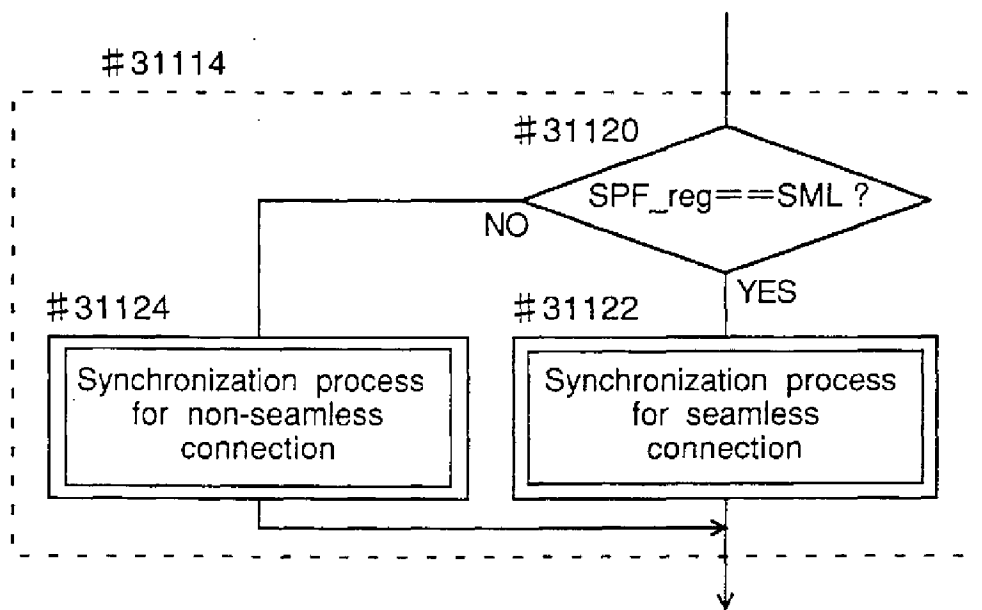 #31114
#31120
SPF_reg==SML ?
NO
YES
#31124
#31122
Synchronization process
for non-seamless
connection
Synchronization process
for seamless
connection